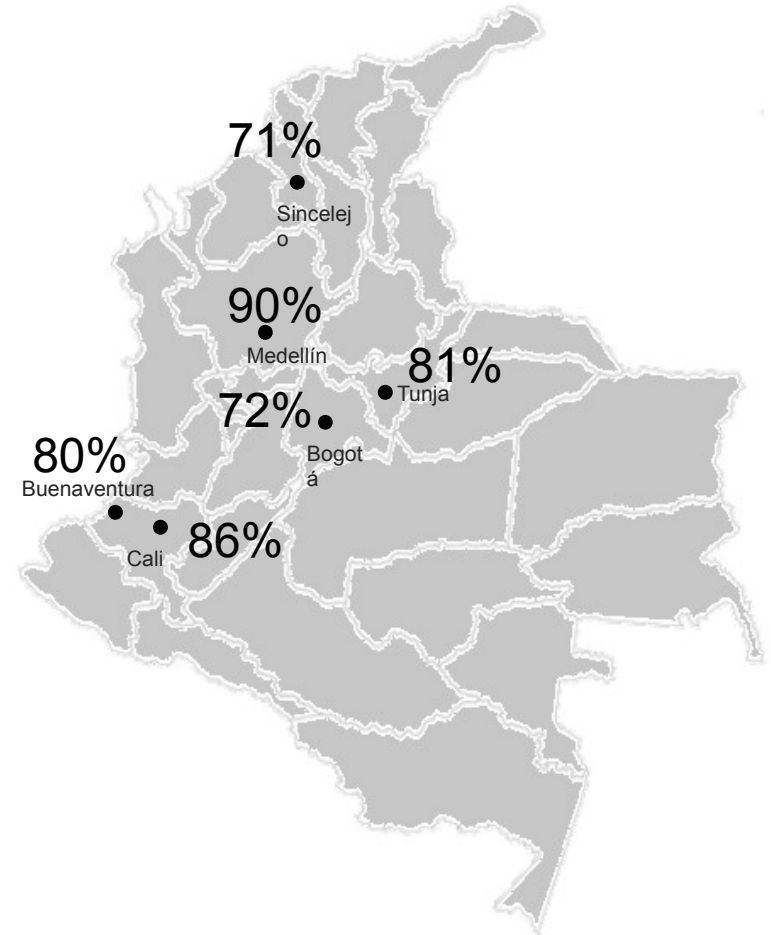 71%
Sincelej
o
90%
Medellín
81%
Tunja
72%
Bogot
á
80%
Buenaventura
86%
Cali